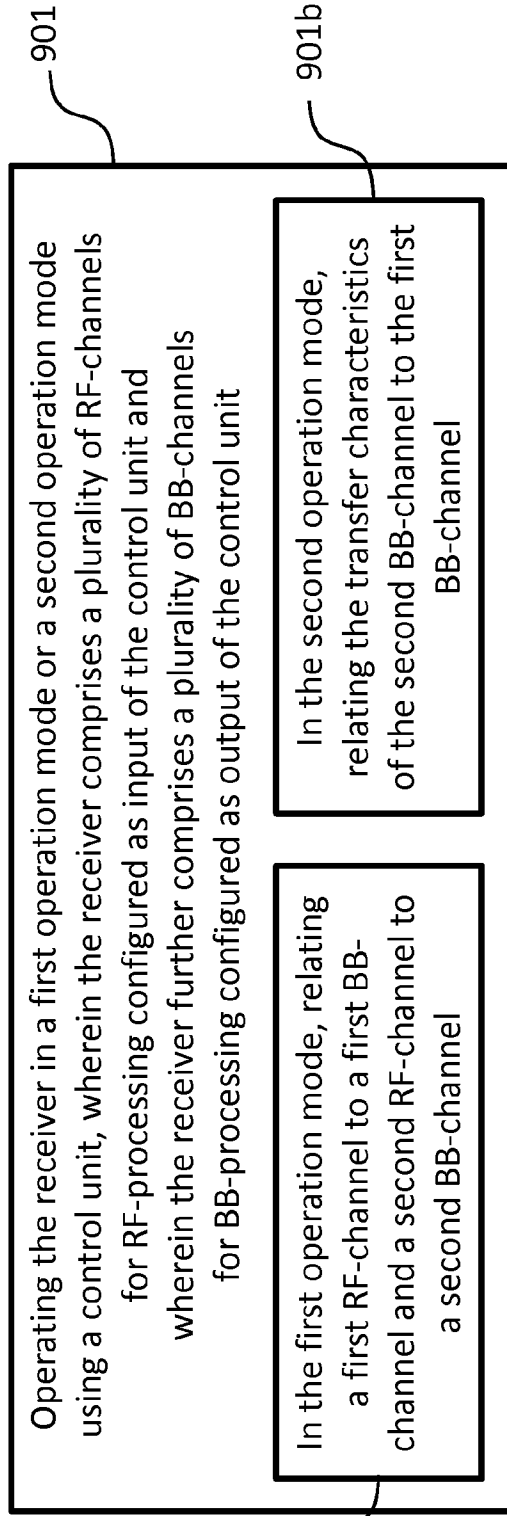 Operating the receiver in a first operation mode or a second operation mode
using a control unit, wherein the receiver comprises a plurality of RF-channels
for RF-processing configured as input of the control unit and
wherein the receiver further comprises a plurality of BB-channels
for BB-processing configured as output of the control unit
901
In the first operation mode, relating
a first RF-channel to a first BB-
channel and a second RF-channel to
a second BB-channel
In the second operation mode,
relating the transfer characteristics
of the second BB-channel to the first
BB-channel
901b